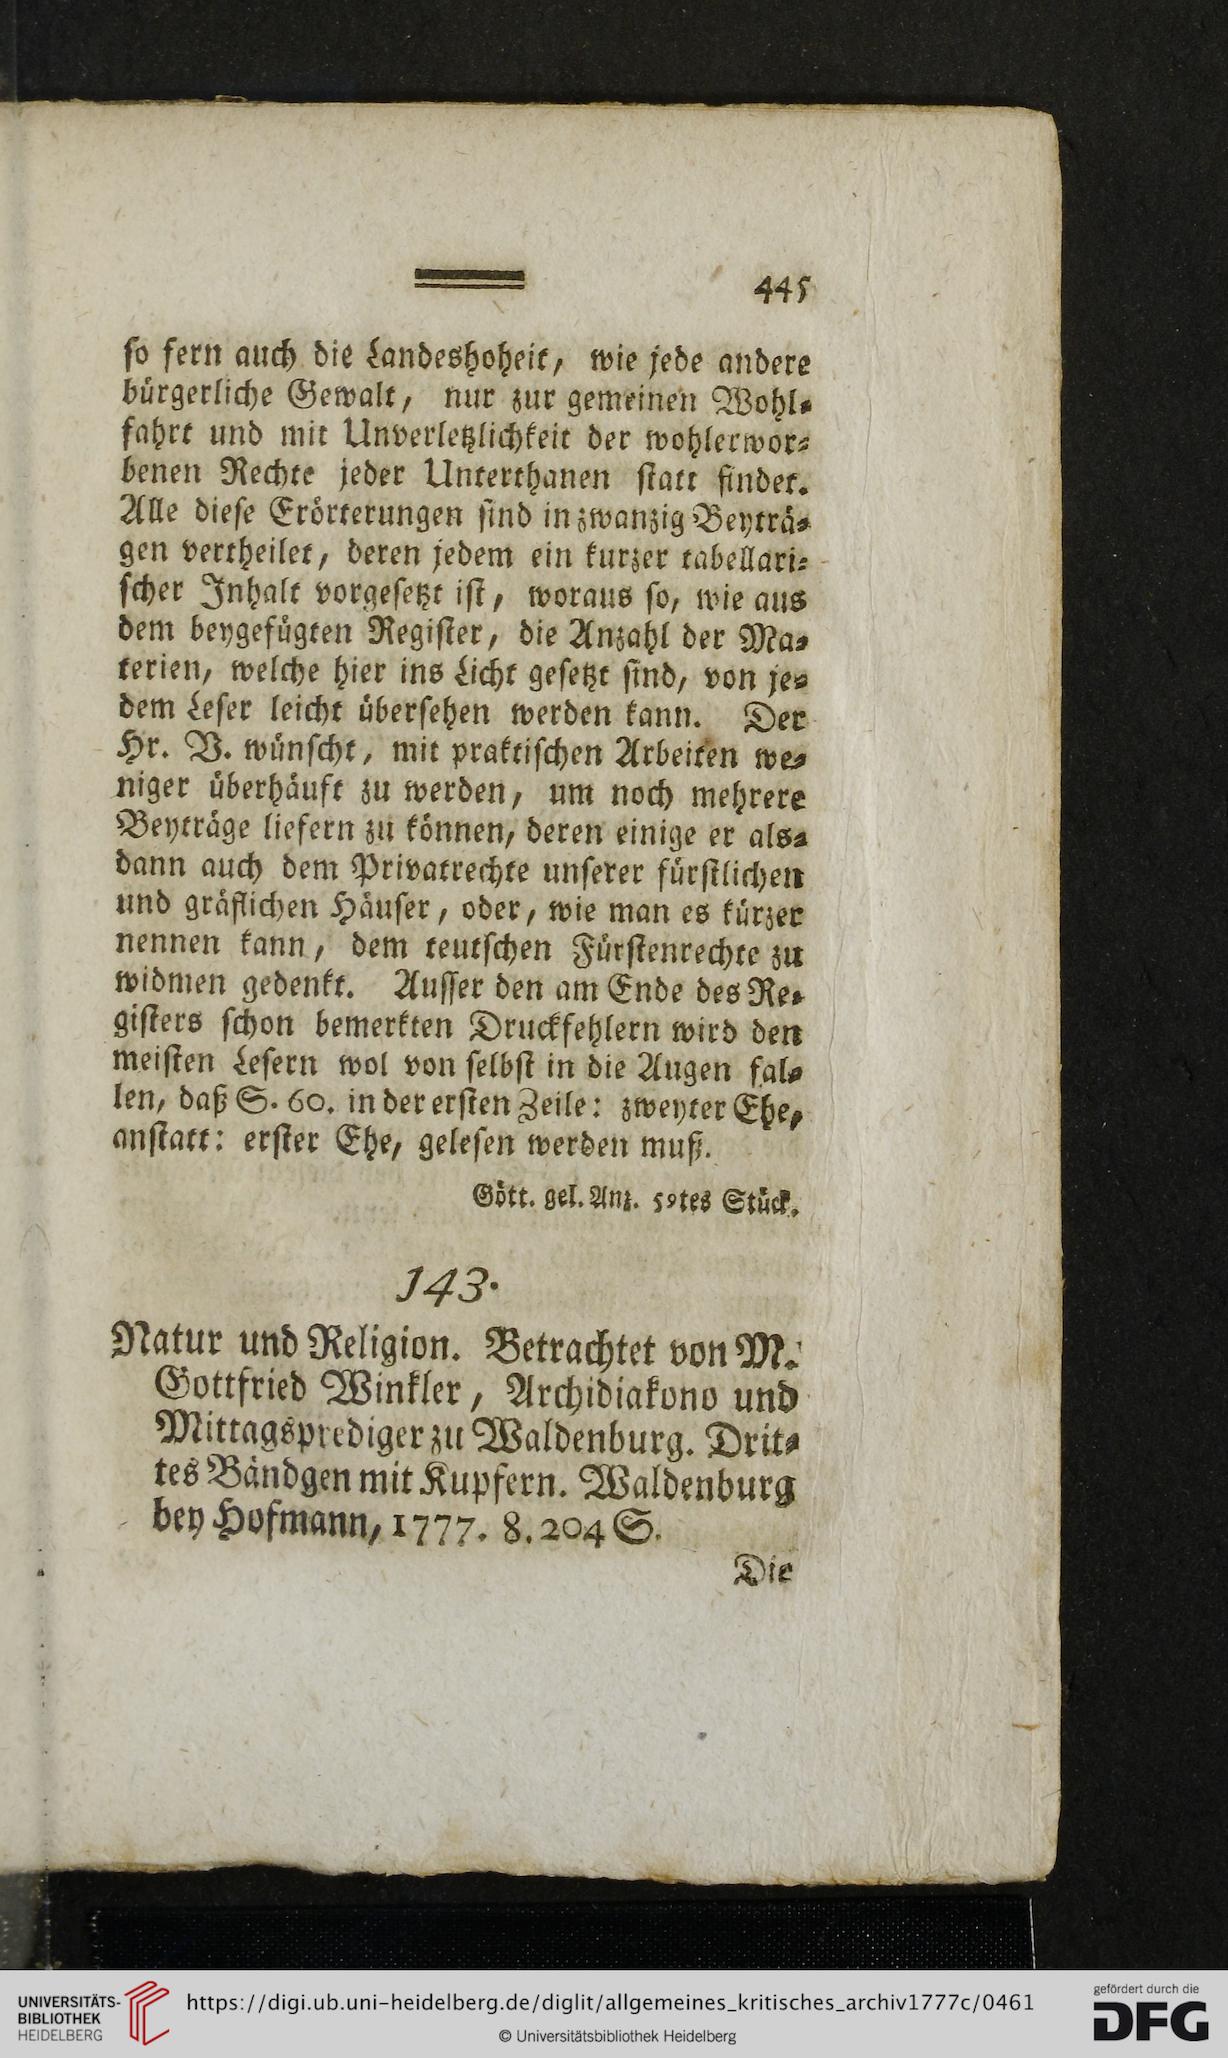 445
so fern auch die Landeshoheit, wie jede andere
bürgerliche Gewalt, nur zur gemeinen Wohl-
fahrt und mit Unverletzlichkeit der wohlerwor-
benen Rechte jeder Unterthanen statt findet.
Alle diese Erörterungen sind in zwanzig Beyträ-
gen vertheilet, deren jedem ein kurzer tabellari-
scher Inhalt vorgesetzt ist, woraus so, wie aus
dem beygefügten Register, die Anzahl der Ma-
terien, welche hier ins Licht gesetzt sind, von je-
dem Leser leicht übersehen werden kann. Der
Hr. V. wünscht, mit praktischen Arbeiten we-
niger überhäuft zu werden, um noch mehrere
Beyträge liefern zu können, deren einige er als-
dann auch dem Privatrechte unserer fürstlichen
und gräflichen Häuser, oder, wie man es kürzer
nennen kann, dem teutschen Fürstenrechte zu
widmen gedenkt. Ausser den am Ende des Re-
gisters schon bemerkten Druckfehlern wird den
meisten Lesern wol von selbst in die Augen fal-
len, daß S. 60. in der ersten Zeile: zweyter Ehe,
anstatt: erster Ehe, gelesen werden muß.
Gött. gel. Anz. 59tes Stück.
143.
Natur und Religion. Betrachtet von M.
Gottfried Winkler, Archidiakono und
Mittagsprediger zu Waldenburg. Drit-
tes Bändgen mit Kupfern. Waldenburg
bey Hofmann, 1777. 8. 204 S.
Die
UNIVERSITÄTS-
BIBLIOTHEK
HEIDELBERG
https://digi.ub.uni-heidelberg.de/diglit/allgemeines_kritisches_archiv1777c/0461
© Universitätsbibliothek Heidelberg
gefördert durch die
DFG